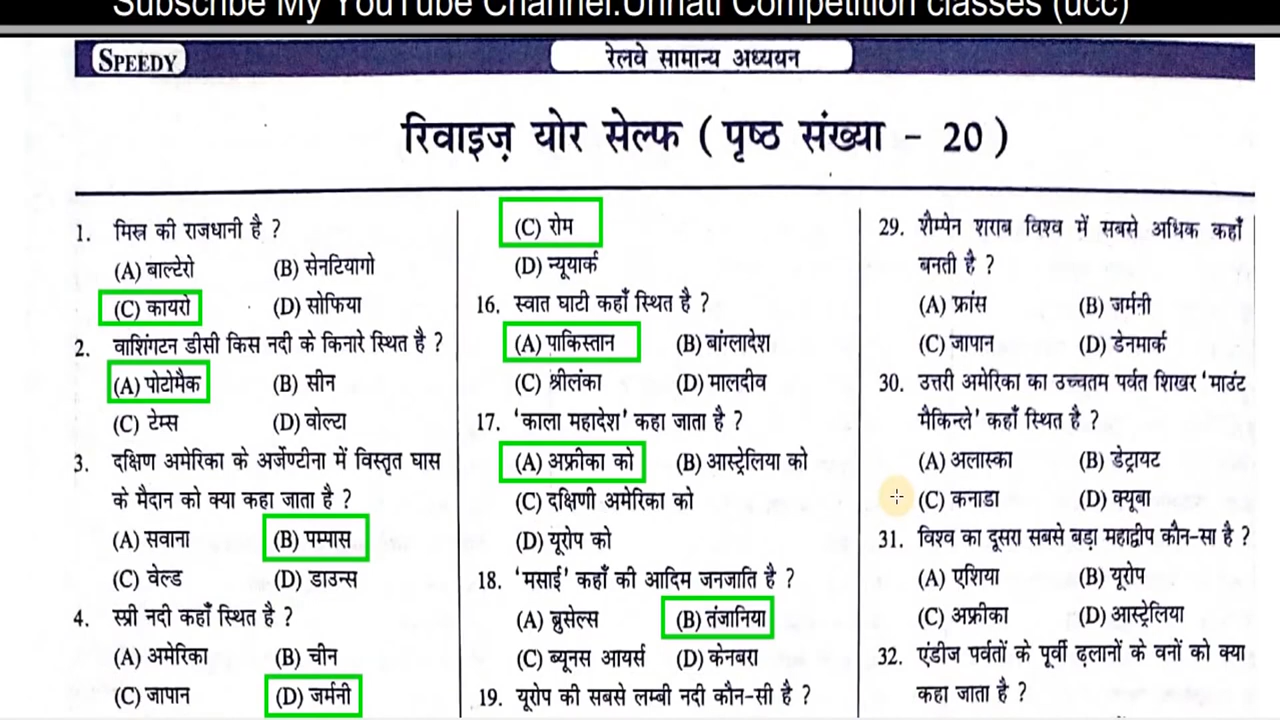 Subscribe My YouTube Channel.Unnati Competition classes (ucc)
SPEEDY
रेलवे सामान्य अध्ययन
रिवाइज़ योर सेल्फ ( पृष्ठ संख्या - 20 )
1. मिस्र की राजधानी है ?
(A) बाल्टेरो (B) सेनटियागो
(C) कायरो (D) सोफिया
2. वाशिंगटन डीसी किस नदी के किनारे स्थित है ?
(A) पोटोमैक (B) सीन
(C) टेम्स (D) वोल्टा
3. दक्षिण अमेरिका के अर्जेण्टीना में विस्तृत घास
के मैदान को क्या कहा जाता है ?
(A) सवाना (B) पम्पास
(C) वेल्ड (D) डाउन्स
4. स्प्री नदी कहाँ स्थित है ?
(A) अमेरिका (B) चीन
(C) जापान (D) जर्मनी
(C) रोम
(D) न्यूयार्क
16. स्वात घाटी कहाँ स्थित है ?
(A) पाकिस्तान (B) बांग्लादेश
(C) श्रीलंका (D) मालदीव
17. 'काला महादेश' कहा जाता है ?
(A) अफ्रीका को (B) आस्ट्रेलिया को
(C) दक्षिणी अमेरिका को
(D) यूरोप को
18. 'मसाई' कहाँ की आदिम जनजाति है ?
(A) ब्रुसेल्स (B) तंजानिया
(C) ब्यूनस आयर्स (D) केनबरा
19. यूरोप की सबसे लम्बी नदी कौन-सी है ?
29. शैम्पेन शराब विश्व में सबसे अधिक कहाँ
बनती है ?
(A) फ्रांस (B) जर्मनी
(C) जापान (D) डेनमार्क
30. उत्तरी अमेरिका का उच्चतम पर्वत शिखर 'माउंट
मैकिन्ले' कहाँ स्थित है ?
(A) अलास्का (B) डेट्रायट
(C) कनाडा (D) क्यूबा
31. विश्व का दूसरा सबसे बड़ा महाद्वीप कौन-सा है ?
(A) एशिया (B) यूरोप
(C) अफ्रीका (D) आस्ट्रेलिया
32. एंडीज पर्वतों के पूर्वी ढ़लानों के वनों को क्या
कहा जाता है ?